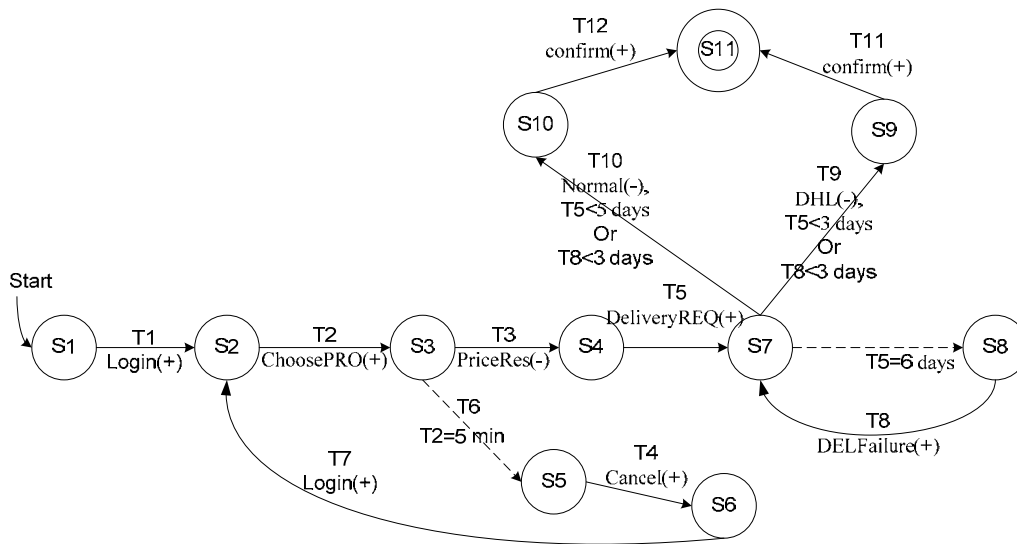 T12
confirm(+)
S11
T11
confirm(+)
S10
S9
T10
Normal(-),
T5<5 days
Or
T8<3 days
T9
DHL(-),
T5<3 days
Or
T8<3 days
Start
S1
T1
Login(+)
S2
T2
ChoosePRO(+)
S3
T3
PriceRes(-)
S4
T5
DeliveryREQ(+)
S7
T5=6 days
S8
T6
T2=5 min
T8
DELFailure(+)
T7
Login(+)
S5
T4
Cancel(+)
S6